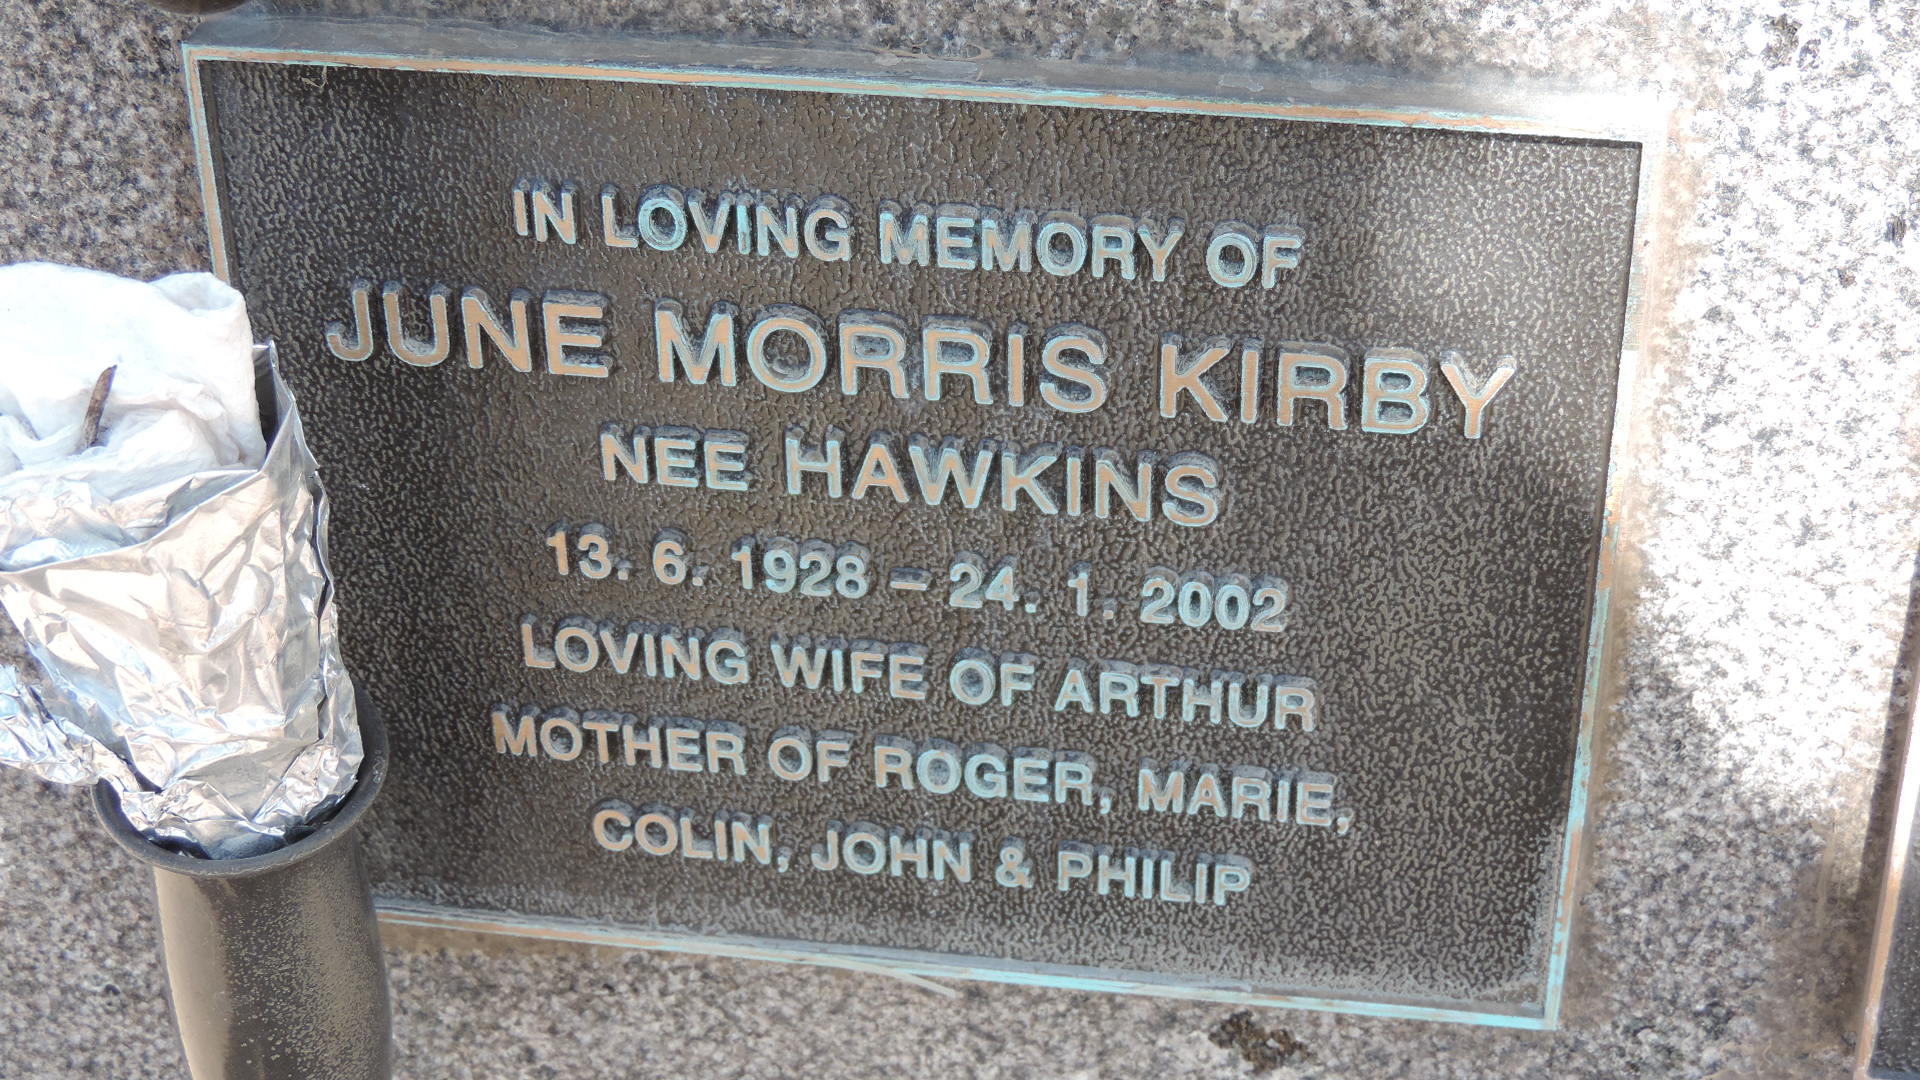 IN LOVING MEMORY OF
JUNE MORRIS KIRBY
NEE HAWKINS
13. 6. 1928 – 24. 1. 2002
LOVING WIFE OF ARTHUR
MOTHER OF ROGER, MARIE,
COLIN, JOHN & PHILIP